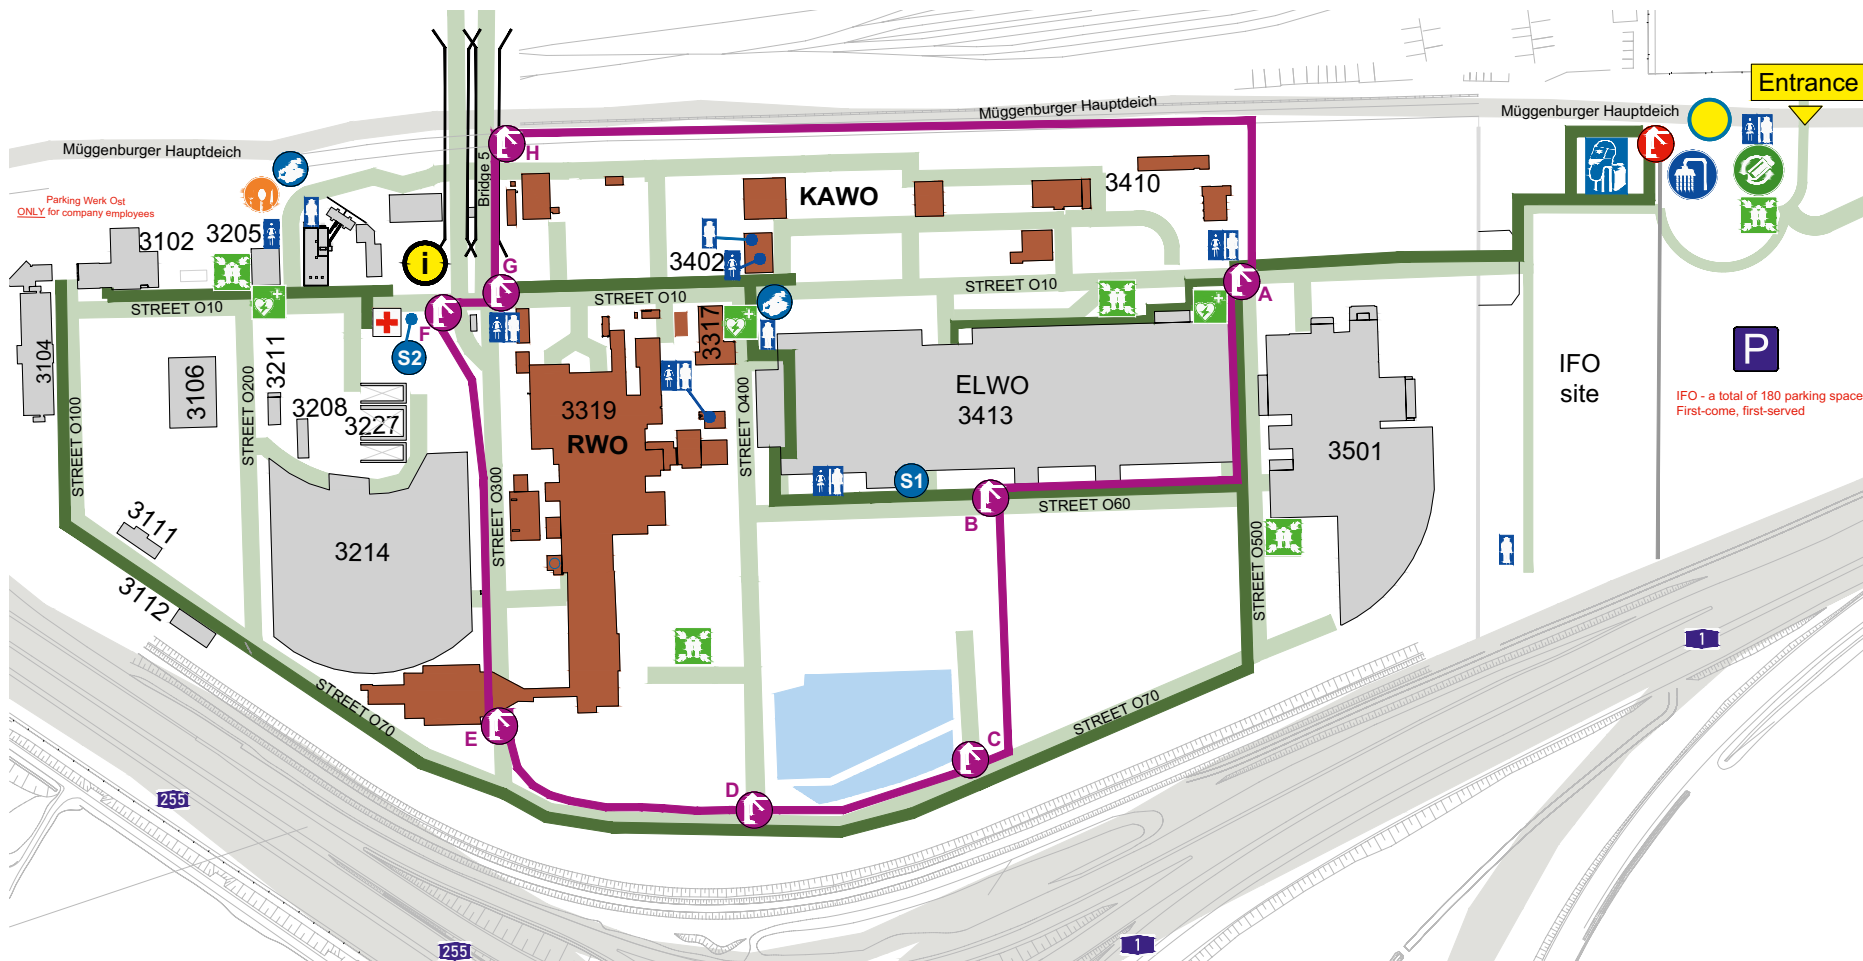 Entrance
Müggenburger Hauptdeich
Müggenburger Hauptdeich
Müggenburger Hauptdeich
Bridge 5
H
Parking Werk Ost
ONLY for company employees
3102
3205
KAWO
3410
3402
i
G
A
STREET O10
STREET O10
STREET O10
F
S2
3317
3104
3106
3211
3208
3227
STREET O100
STREET O200
STREET O300
STREET O400
STREET O500
3319
RWO
ELWO
3413
3501
IFO
site
P
IFO - a total of 180 parking space
First-come, first-served
S1
B
STREET O60
3111
3112
3214
STREET O70
STREET O70
E
D
C
1
255
255
1